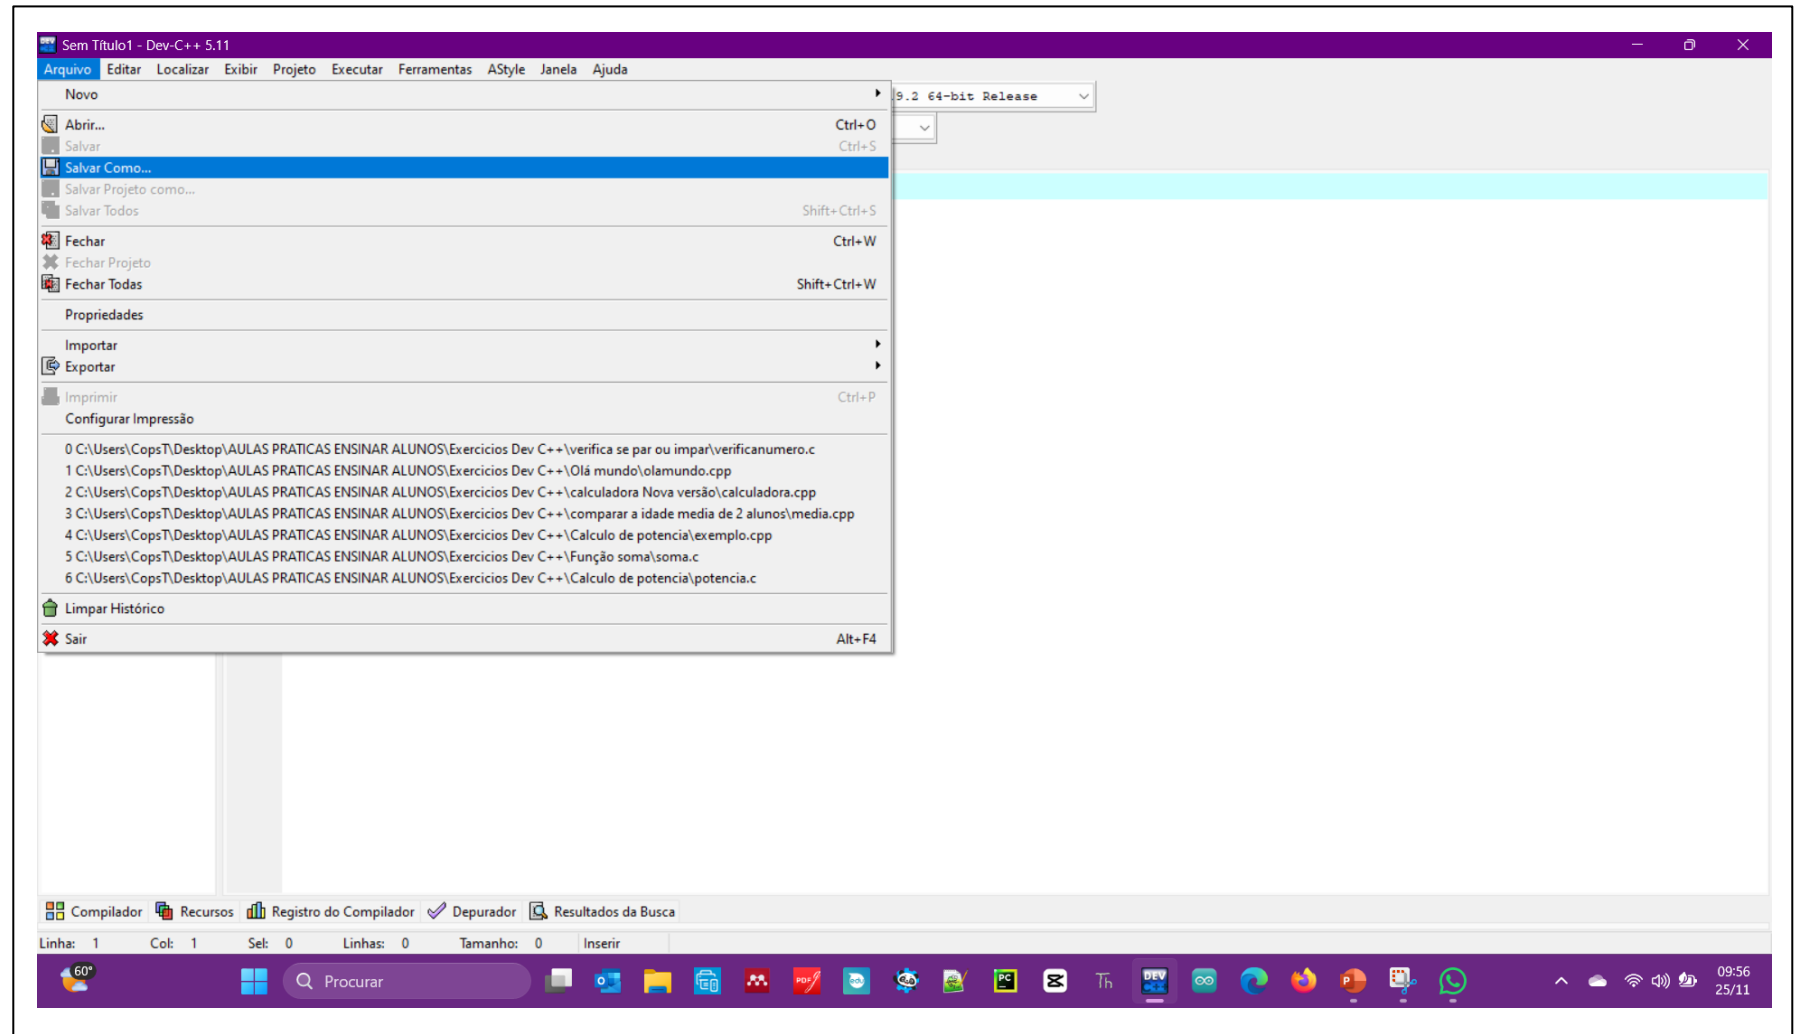 Sem Título1 - Dev-C++ 5.11
Arquivo Editar Localizar Exibir Projeto Executar Ferramentas AStyle Janela Ajuda
Novo
9.2 64-bit Release
Abrir... Ctrl+O
Salvar Ctrl+S
Salvar Como...
Salvar Projeto como...
Salvar Todos Shift+Ctrl+S
Fechar Ctrl+W
Fechar Projeto
Fechar Todas Shift+Ctrl+W
Propriedades
Importar
Exportar
Imprimir Ctrl+P
Configurar Impressão
0 C:\Users\CopsT\Desktop\AULAS PRATICAS ENSINAR ALUNOS\Exercicios Dev C++\verifica se par ou impar\verificanumero.c
1 C:\Users\CopsT\Desktop\AULAS PRATICAS ENSINAR ALUNOS\Exercicios Dev C++\Olá mundo\olamundo.cpp
2 C:\Users\CopsT\Desktop\AULAS PRATICAS ENSINAR ALUNOS\Exercicios Dev C++\calculadora Nova versão\calculadora.cpp
3 C:\Users\CopsT\Desktop\AULAS PRATICAS ENSINAR ALUNOS\Exercicios Dev C++\comparar a idade media de 2 alunos\media.cpp
4 C:\Users\CopsT\Desktop\AULAS PRATICAS ENSINAR ALUNOS\Exercicios Dev C++\Calculo de potencia\exemplo.cpp
5 C:\Users\CopsT\Desktop\AULAS PRATICAS ENSINAR ALUNOS\Exercicios Dev C++\Função soma\soma.c
6 C:\Users\CopsT\Desktop\AULAS PRATICAS ENSINAR ALUNOS\Exercicios Dev C++\Calculo de potencia\potencia.c
Limpar Histórico
Sair Alt+F4
Compilador Recursos Registro do Compilador Depurador Resultados da Busca
Linha: 1 Col: 1 Sel: 0 Linhas: 0 Tamanho: 0 Inserir
60°
Procurar
PDF
edu
PC
Th
DEV
P
09:56
25/11